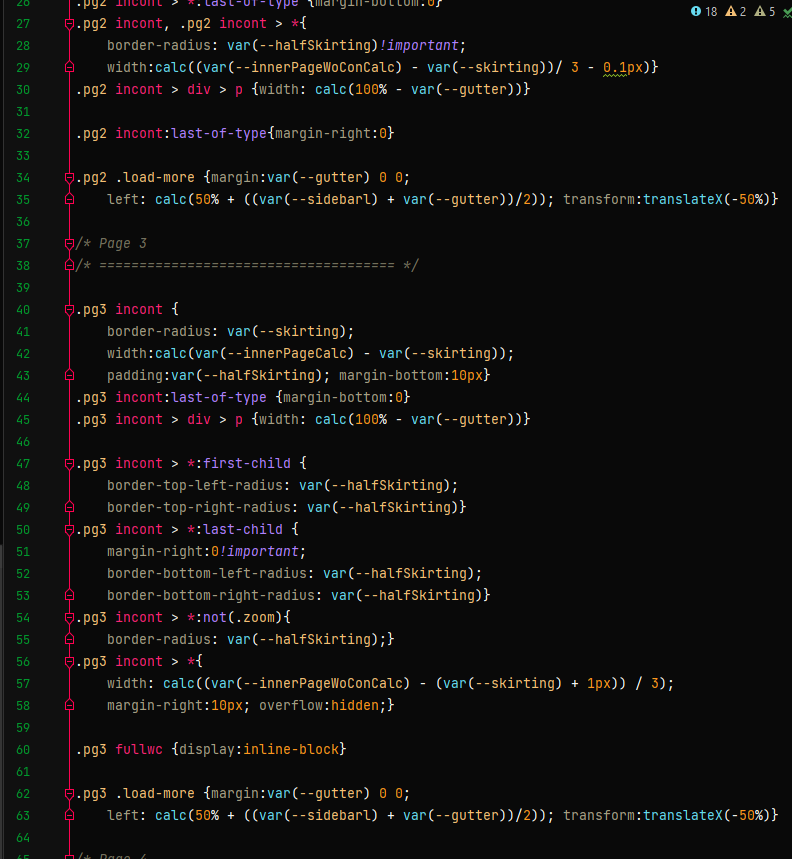 18 2 5
26 .pg2 incont > *:last-of-type {margin-bottom:0}
27 .pg2 incont, .pg2 incont > *{
28 border-radius: var(--halfSkirting)!important;
29 width:calc((var(--innerPageWoConCalc) - var(--skirting))/ 3 - 0.1px)}
30 .pg2 incont > div > p {width: calc(100% - var(--gutter))}
31
32 .pg2 incont:last-of-type{margin-right:0}
33
34 .pg2 .load-more {margin:var(--gutter) 0 0;
35 left: calc(50% + ((var(--sidebarl) + var(--gutter))/2)); transform:translateX(-50%)}
36
37 /* Page 3
38 /* ===================================== */
39
40 .pg3 incont {
41 border-radius: var(--skirting);
42 width:calc(var(--innerPageCalc) - var(--skirting));
43 padding:var(--halfSkirting); margin-bottom:10px}
44 .pg3 incont:last-of-type {margin-bottom:0}
45 .pg3 incont > div > p {width: calc(100% - var(--gutter))}
46
47 .pg3 incont > *:first-child {
48 border-top-left-radius: var(--halfSkirting);
49 border-top-right-radius: var(--halfSkirting)}
50 .pg3 incont > *:last-child {
51 margin-right:0!important;
52 border-bottom-left-radius: var(--halfSkirting);
53 border-bottom-right-radius: var(--halfSkirting)}
54 .pg3 incont > *:not(.zoom){
55 border-radius: var(--halfSkirting);}
56 .pg3 incont > *{
57 width: calc((var(--innerPageWoConCalc) - (var(--skirting) + 1px)) / 3);
58 margin-right:10px; overflow:hidden;}
59
60 .pg3 fullwc {display:inline-block}
61
62 .pg3 .load-more {margin:var(--gutter) 0 0;
63 left: calc(50% + ((var(--sidebarl) + var(--gutter))/2)); transform:translateX(-50%)}
64
65 /* Page 4